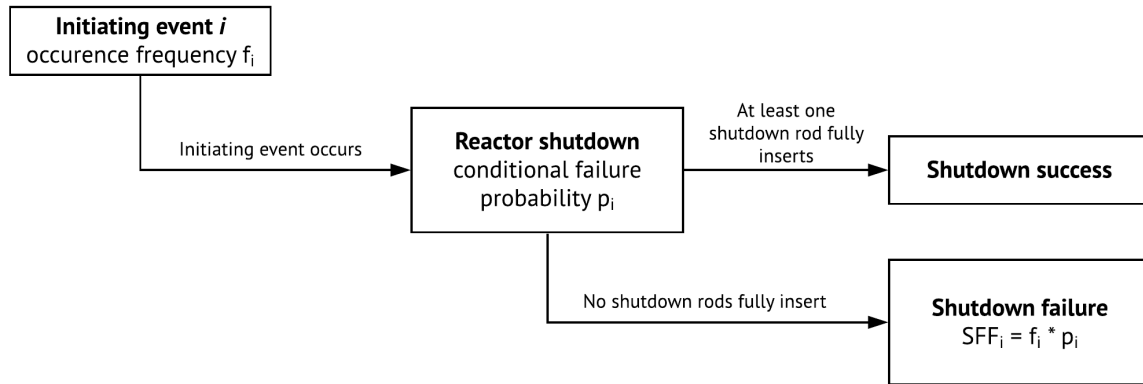 Initiating event i
occurence frequency fᵢ
At least one
shutdown rod fully
inserts
Initiating event occurs
Reactor shutdown
conditional failure
probability pᵢ
Shutdown success
No shutdown rods fully insert
Shutdown failure
SFFᵢ = fᵢ * pᵢ